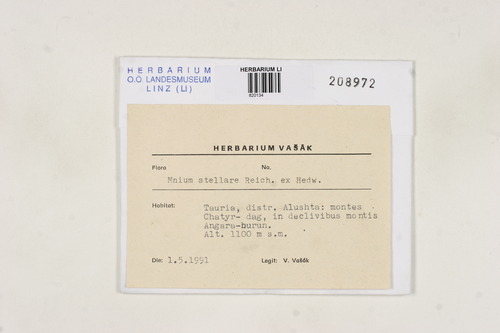 HERBARIUM
O.Ö LANDESMUSEUM
LINZ (LI)
HERBARIUM LI
820134
208972
HERBARIUM VAŠÁK
Flora No.
Mnium stellare Reich. ex Hedw.
Habitat: Tauria, distr. Alushta: montes
Chatyr- dag, in declivibus montis
Angara-burun.
Alt. 1100 m s.m.
Die: 1.5.1991 Legit: V. Vašák